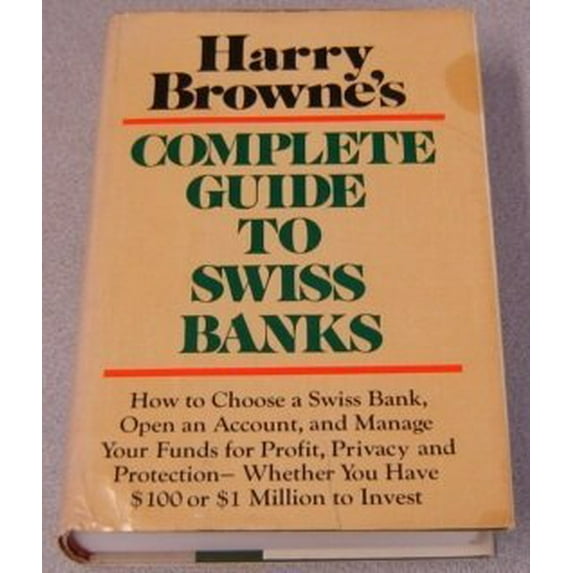 Harry
Browne's
COMPLETE
GUIDE
TO
SWISS
BANKS
How to Choose a Swiss Bank,
Open an Account, and Manage
Your Funds for Profit, Privacy and
Protection— Whether You Have
$100 or $1 Million to Invest